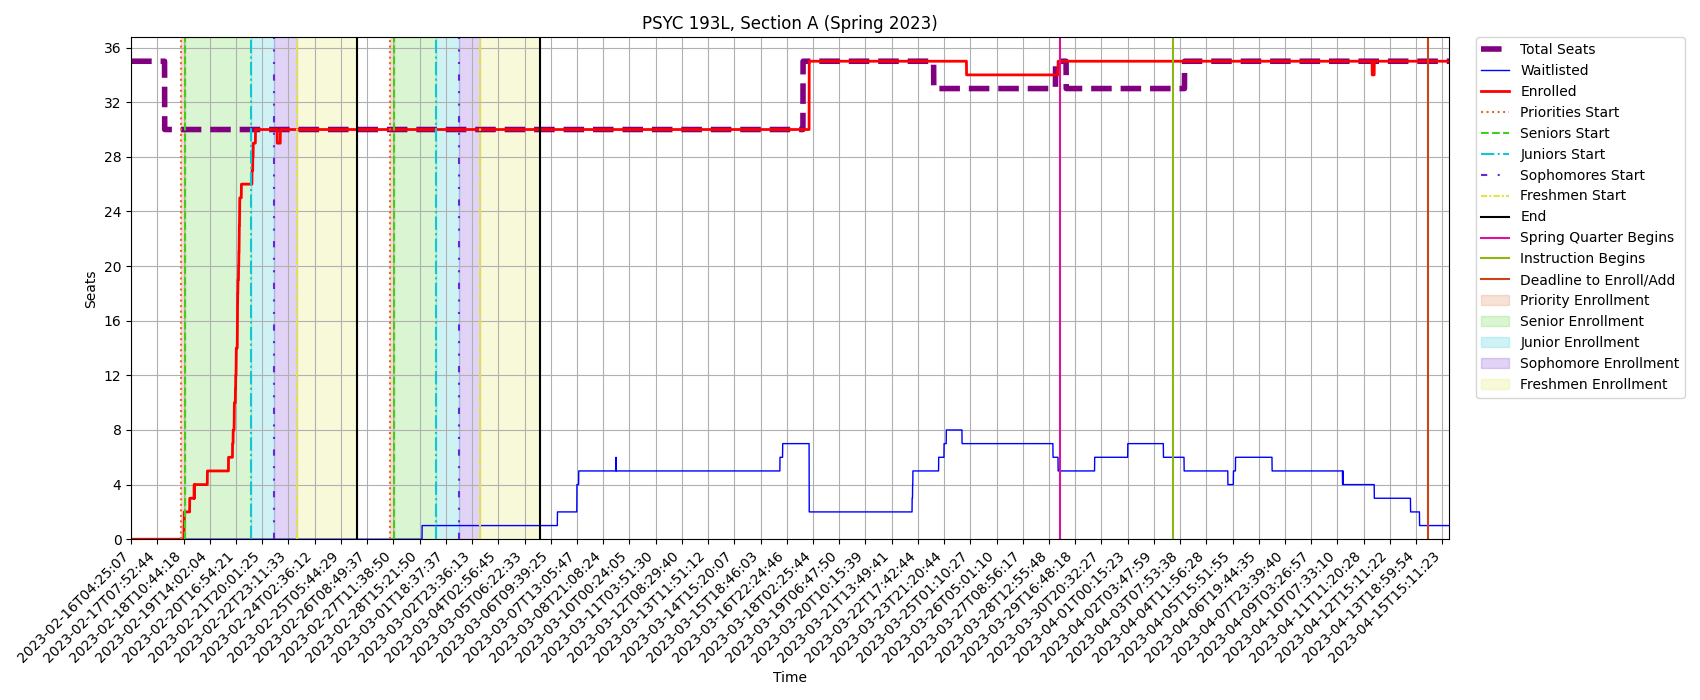 PSYC 193L, Section A (Spring 2023)
Seats
36
32
28
24
20
16
12
8
4
0
2023-02-16T04:25:07
2023-02-17T07:52:44
2023-02-18T10:44:18
2023-02-19T14:02:04
2023-02-20T16:54:21
2023-02-21T20:01:25
2023-02-22T23:11:33
2023-02-24T02:36:12
2023-02-25T05:44:29
2023-02-26T08:49:37
2023-02-27T11:38:50
2023-02-28T15:21:50
2023-03-01T18:37:37
2023-03-02T22:36:13
2023-03-04T02:56:45
2023-03-05T06:22:33
2023-03-06T09:39:25
2023-03-07T13:05:47
2023-03-08T21:08:24
2023-03-10T00:24:05
2023-03-11T03:51:30
2023-03-12T08:29:40
2023-03-13T11:51:12
2023-03-14T15:20:07
2023-03-15T18:46:03
2023-03-16T22:24:46
2023-03-18T02:25:44
2023-03-19T06:47:50
2023-03-20T10:15:39
2023-03-21T13:49:41
2023-03-22T17:42:44
2023-03-23T21:20:44
2023-03-25T01:10:27
2023-03-26T05:01:10
2023-03-27T08:56:17
2023-03-28T12:55:48
2023-03-29T16:48:18
2023-03-30T20:32:27
2023-04-01T00:15:23
2023-04-02T03:47:59
2023-04-03T07:53:38
2023-04-04T11:56:28
2023-04-05T15:51:55
2023-04-06T19:44:35
2023-04-07T23:39:40
2023-04-09T03:26:57
2023-04-10T07:33:10
2023-04-11T11:20:28
2023-04-12T15:11:22
2023-04-13T18:59:54
2023-04-15T15:11:23
Time
Total Seats
Waitlisted
Enrolled
Priorities Start
Seniors Start
Juniors Start
Sophomores Start
Freshmen Start
End
Spring Quarter Begins
Instruction Begins
Deadline to Enroll/Add
Priority Enrollment
Senior Enrollment
Junior Enrollment
Sophomore Enrollment
Freshmen Enrollment